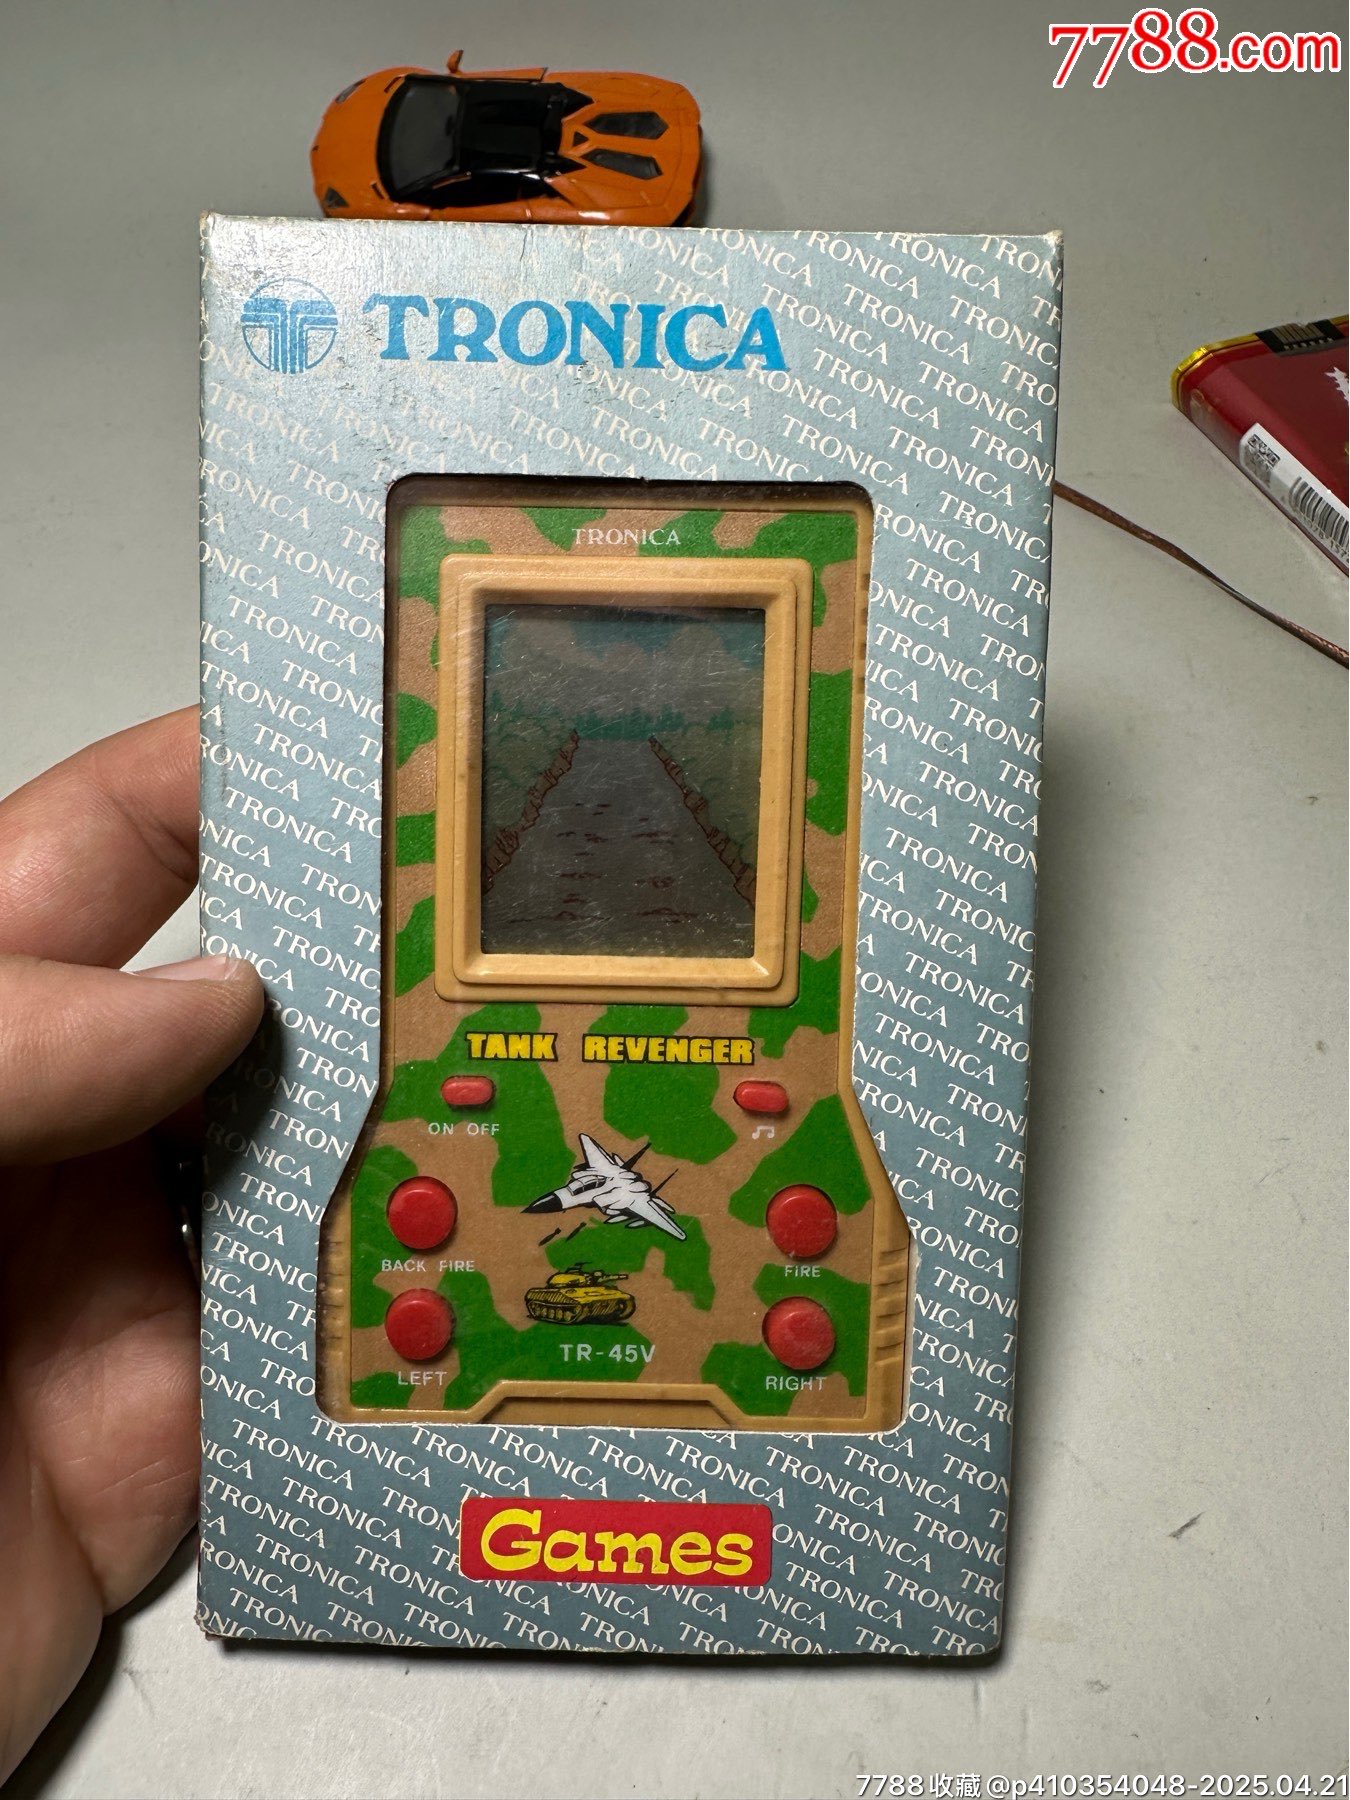 7788.com
TRONICA
TRONICA
TANK REVENGER
ON OFF
♫
BACK FIRE
FIRE
LEFT
TR-45V
RIGHT
Games
7788收藏@p410354048-2025.04.21